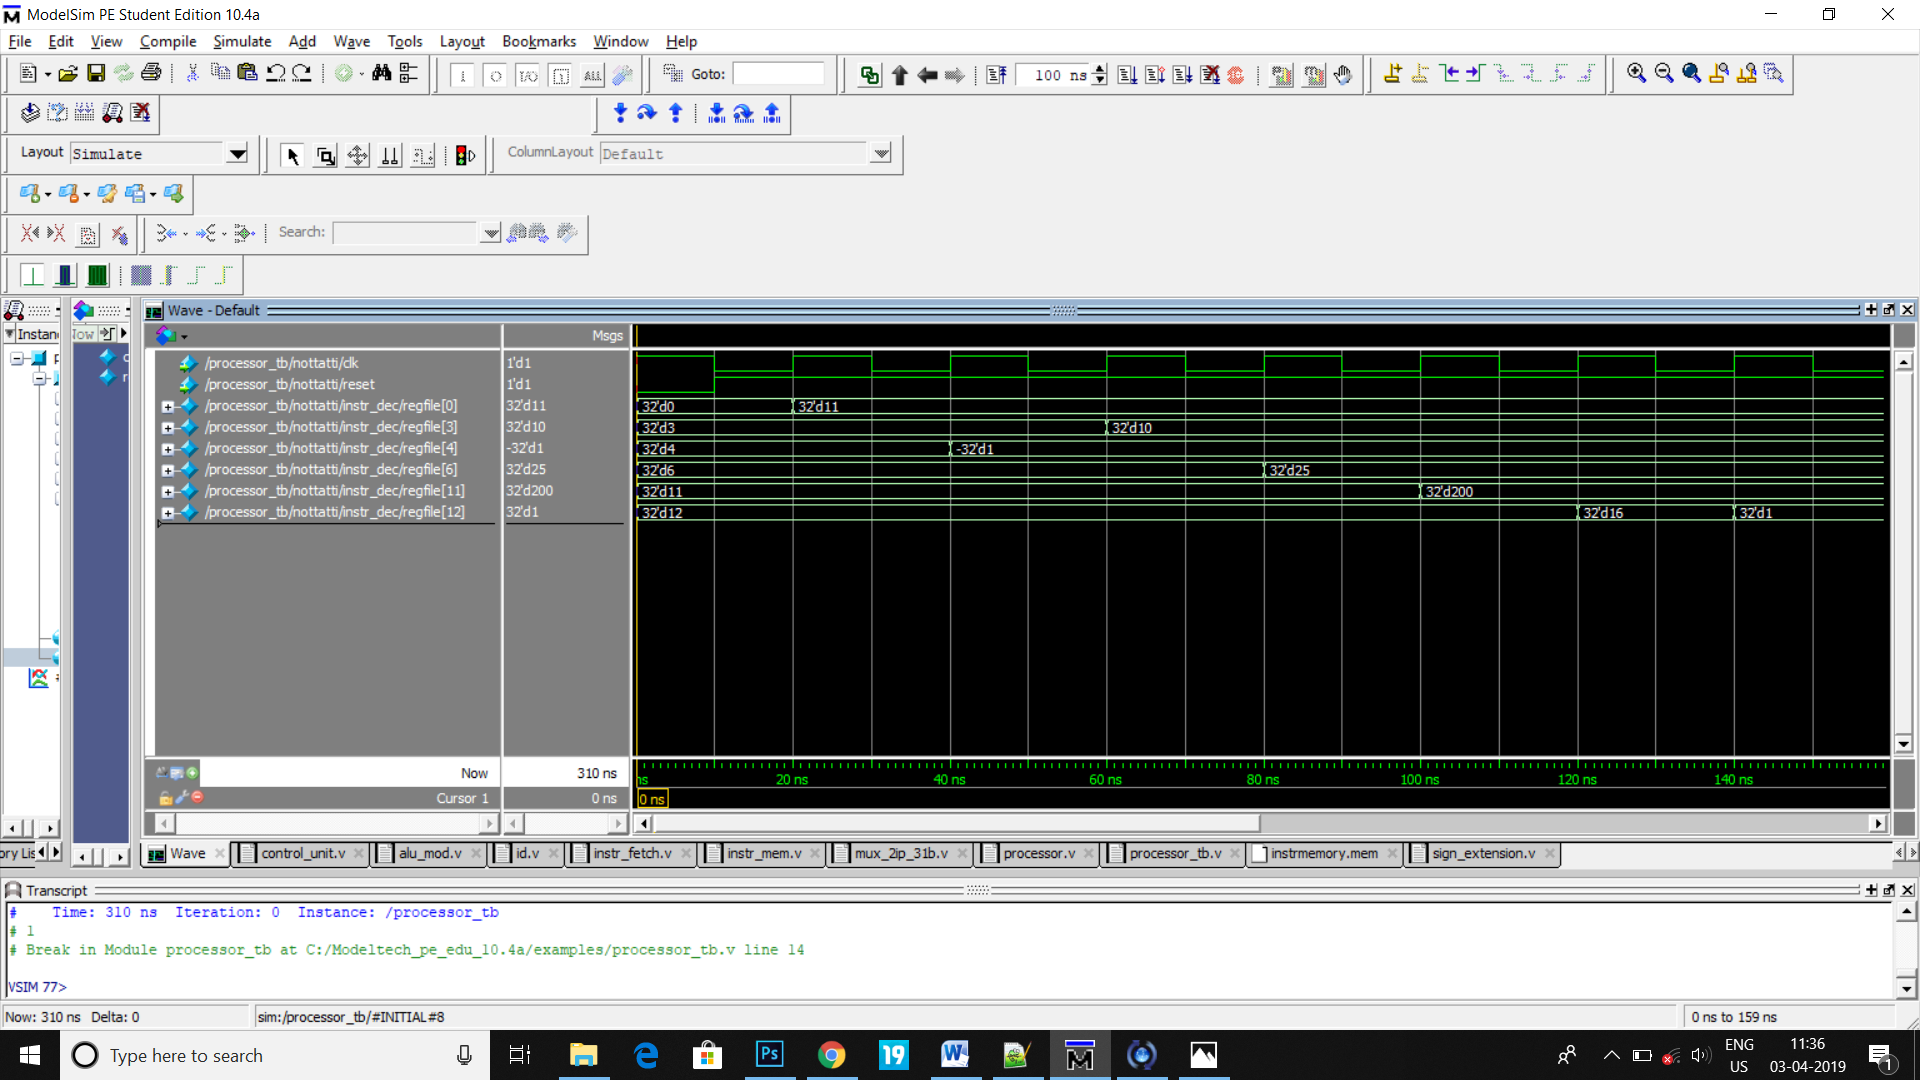 ModelSim PE Student Edition 10.4a
File Edit View Compile Simulate Add Wave Tools Layout Bookmarks Window Help
Goto:
100 ns
ALL
Layout Simulate
ColumnLayout Default
Search:
Wave - Default
Instan
Msgs
/processor_tb/nottatti/clk 1'd1
/processor_tb/nottatti/reset 1'd1
/processor_tb/nottatti/instr_dec/regfile[0] 32'd11 32'd0 32'd11
/processor_tb/nottatti/instr_dec/regfile[3] 32'd10 32'd3 32'd10
/processor_tb/nottatti/instr_dec/regfile[4] -32'd1 32'd4 -32'd1
/processor_tb/nottatti/instr_dec/regfile[6] 32'd25 32'd6 32'd25
/processor_tb/nottatti/instr_dec/regfile[11] 32'd200 32'd11 32'd200
/processor_tb/nottatti/instr_dec/regfile[12] 32'd1 32'd12 32'd16 32'd1
Now 310 ns
ns 20 ns 40 ns 60 ns 80 ns 100 ns 120 ns 140 ns
Cursor 1 0 ns 0 ns
ory Lis
Wave control_unit.v alu_mod.v id.v instr_fetch.v instr_mem.v mux_2ip_31b.v processor.v processor_tb.v instrmemory.mem sign_extension.v
Transcript
# Time: 310 ns Iteration: 0 Instance: /processor_tb
# 1
# Break in Module processor_tb at C:/Modeltech_pe_edu_10.4a/examples/processor_tb.v line 14
VSIM 77>
Now: 310 ns Delta: 0 sim:/processor_tb/#INITIAL#8 0 ns to 159 ns
Type here to search
Ps
19
ENG
US
11:36
03-04-2019
1